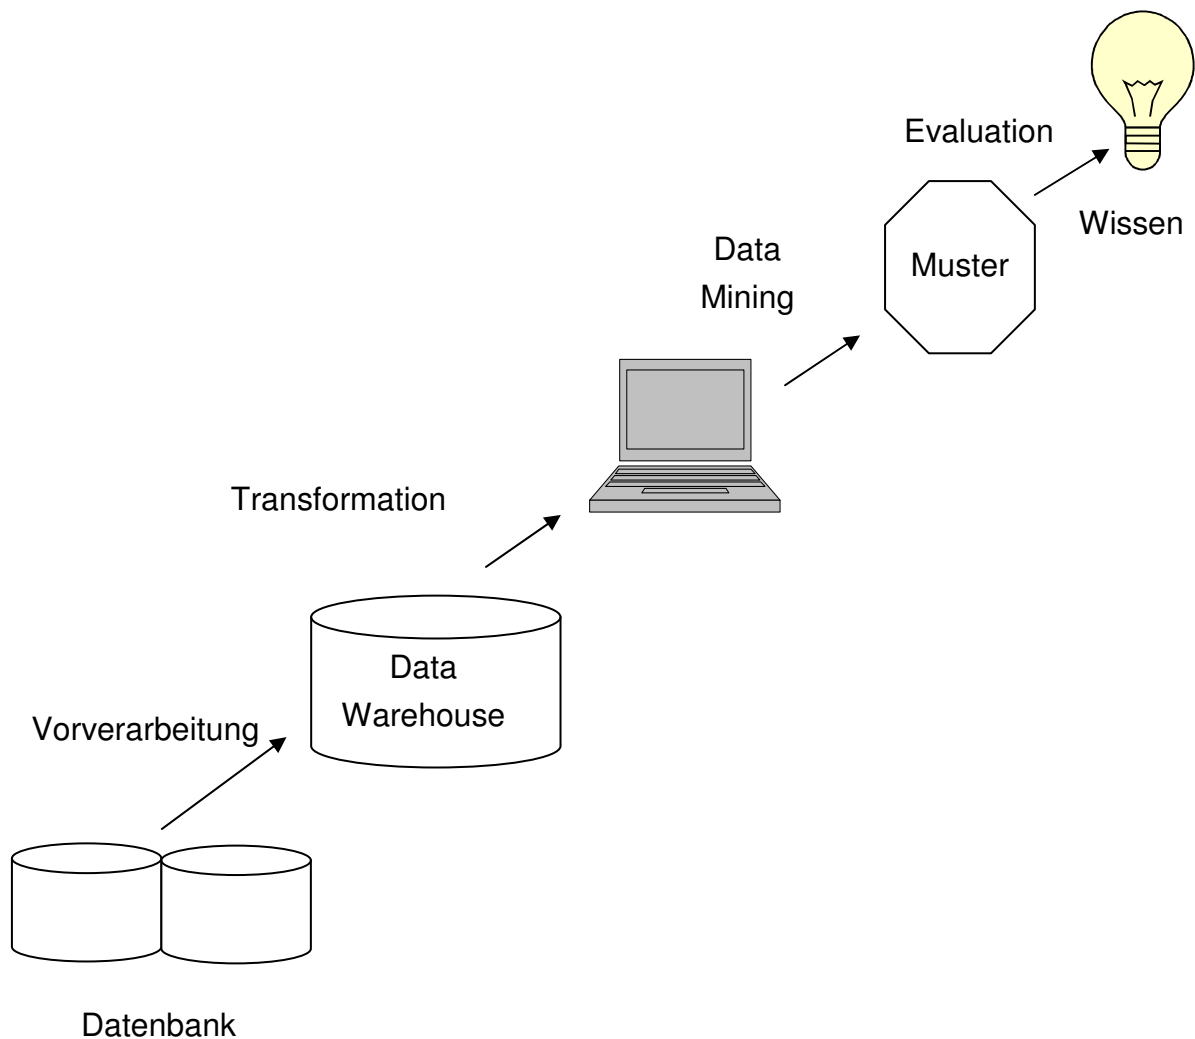 Evaluation
Wissen
Data
Mining
Muster
Transformation
Data
Warehouse
Vorverarbeitung
Datenbank